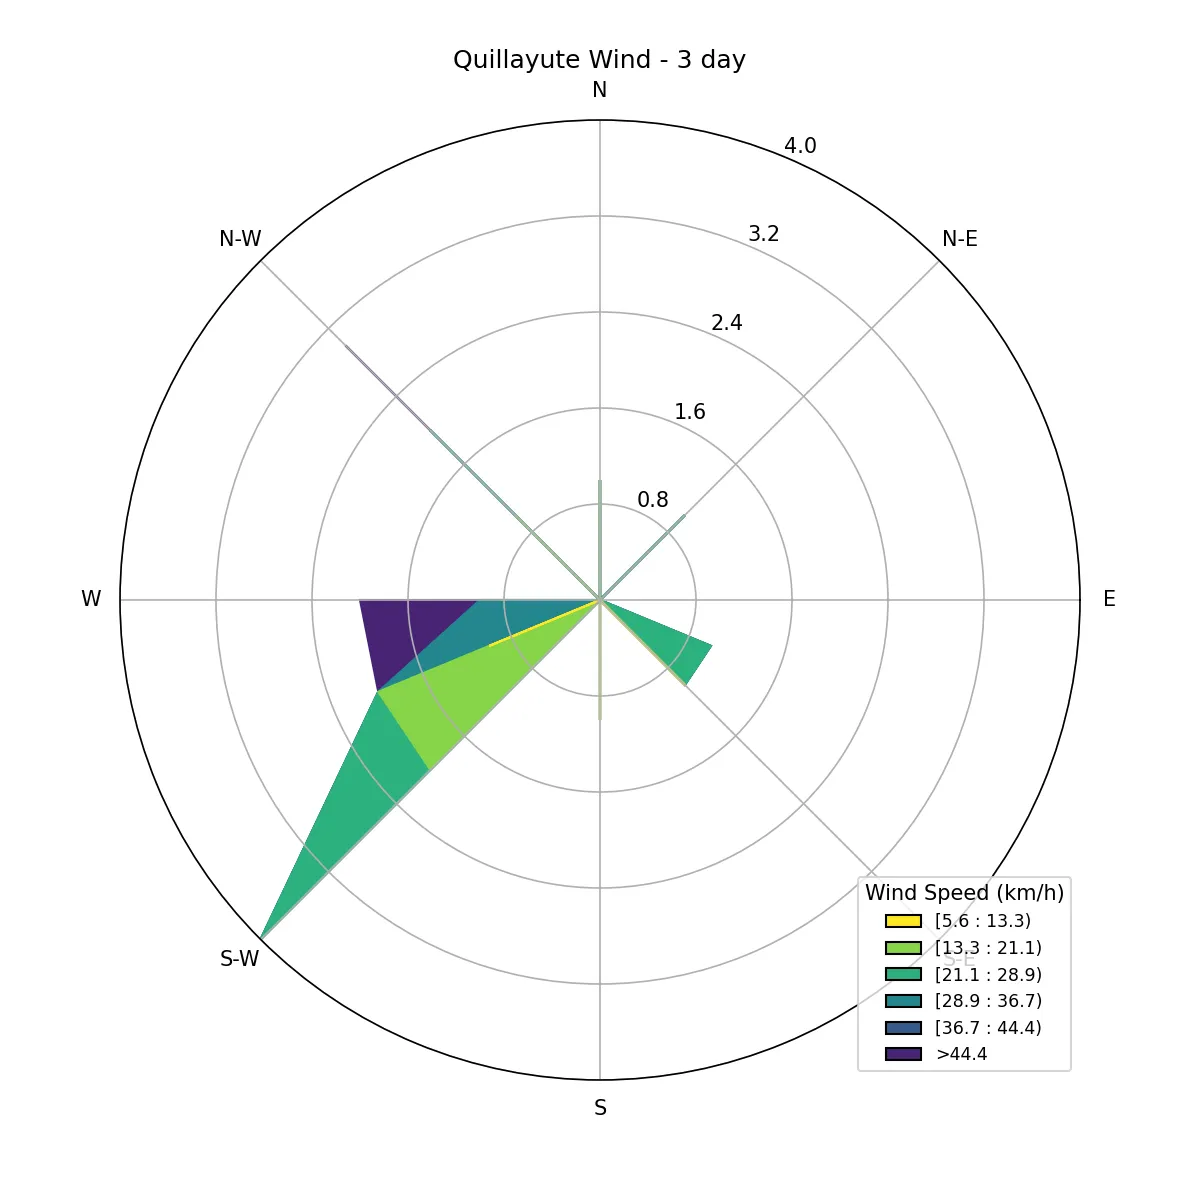 Quillayute Wind - 3 day
N
4.0
N-W
3.2
N-E
2.4
1.6
0.8
W
E
S-W
S-E
Wind Speed (km/h)
[5.6 : 13.3)
[13.3 : 21.1)
[21.1 : 28.9)
[28.9 : 36.7)
[36.7 : 44.4)
>44.4
S